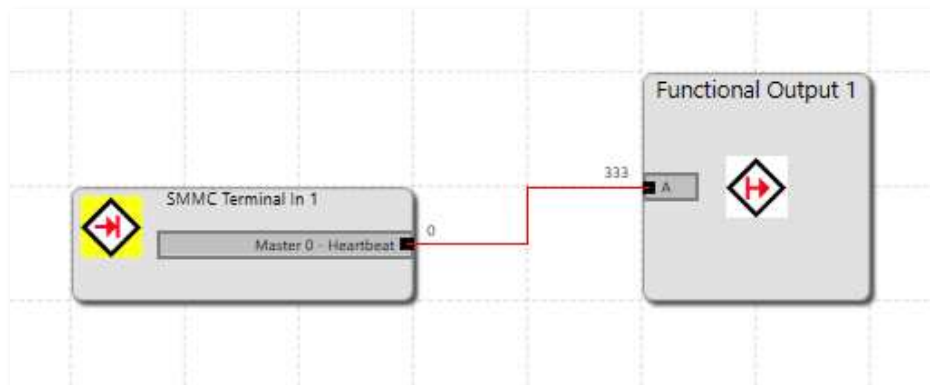 Functional Output 1
333
A
SMMC Terminal In 1
0
Master 0 - Heartbeat